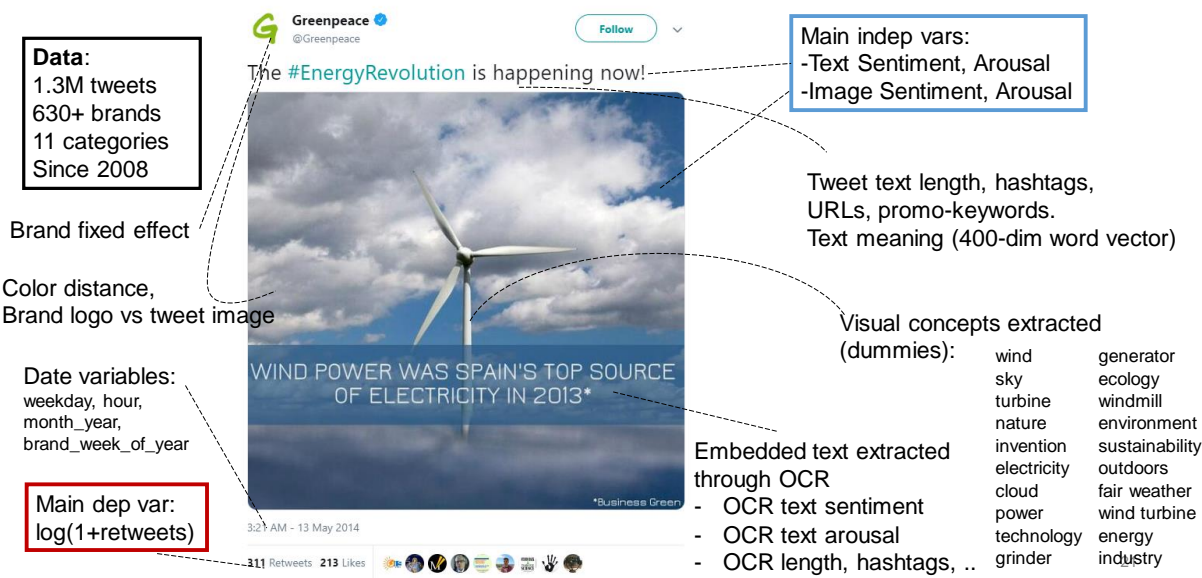 Greenpeace
@Greenpeace
Follow
The #EnergyRevolution is happening now!
WIND POWER WAS SPAIN'S TOP SOURCE
OF ELECTRICITY IN 2013*
*Business Green
3:21 AM - 13 May 2014
311 Retweets 213 Likes
Data:
1.3M tweets
630+ brands
11 categories
Since 2008
Brand fixed effect
Color distance,
Brand logo vs tweet image
Date variables:
weekday, hour,
month_year,
brand_week_of_year
Main dep var:
log(1+retweets)
Main indep vars:
-Text Sentiment, Arousal
-Image Sentiment, Arousal
Tweet text length, hashtags,
URLs, promo-keywords.
Text meaning (400-dim word vector)
Visual concepts extracted
(dummies):
wind
sky
turbine
nature
invention
electricity
cloud
power
technology
grinder
generator
ecology
windmill
environment
sustainability
outdoors
fair weather
wind turbine
energy
industry
Embedded text extracted
through OCR
- OCR text sentiment
- OCR text arousal
- OCR length, hashtags, ..